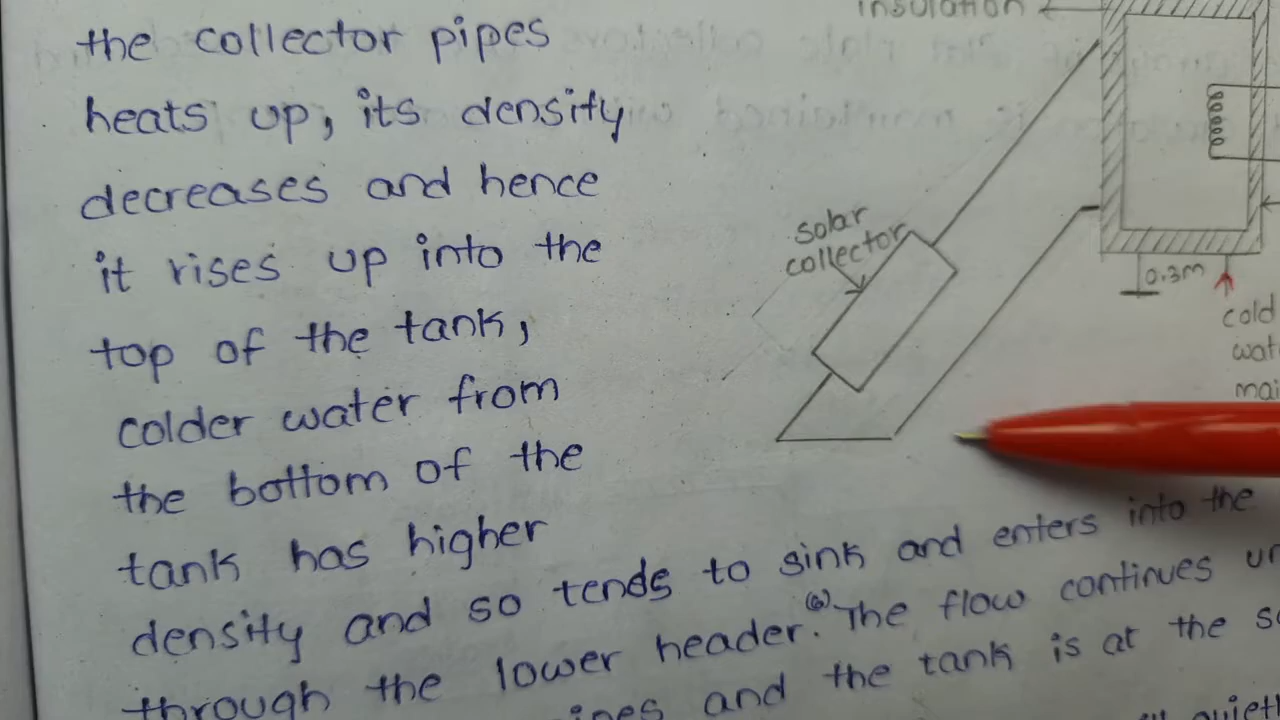 the collector pipes
heats up, its density
decreases and hence
it rises up into the
top of the tank,
colder water from
the bottom of the
tank has higher
density and so tends to sink and enters into the
through the lower header. The flow continues
and the tank is at the
insulation
solar
collector
0.3m
cold